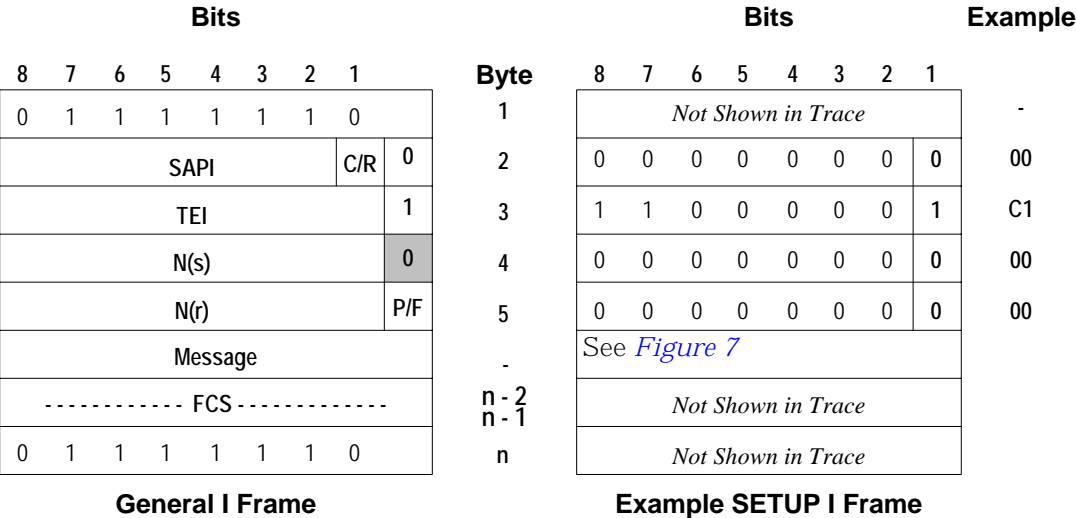 Bits Bits Example
8 7 6 5 4 3 2 1 Byte 8 7 6 5 4 3 2 1
0 1 1 1 1 1 1 0 1 Not Shown in Trace -
SAPI C/R 0 2 0 0 0 0 0 0 0 0 00
TEI 1 3 1 1 0 0 0 0 0 1 C1
N(s) 0 4 0 0 0 0 0 0 0 0 00
N(r) P/F 5 0 0 0 0 0 0 0 0 00
Message - See Figure 7
- - - - - - - - - - - - FCS - - - - - - - - - - - - - n - 2 Not Shown in Trace
n - 1
0 1 1 1 1 1 1 0 n Not Shown in Trace
General I Frame Example SETUP I Frame